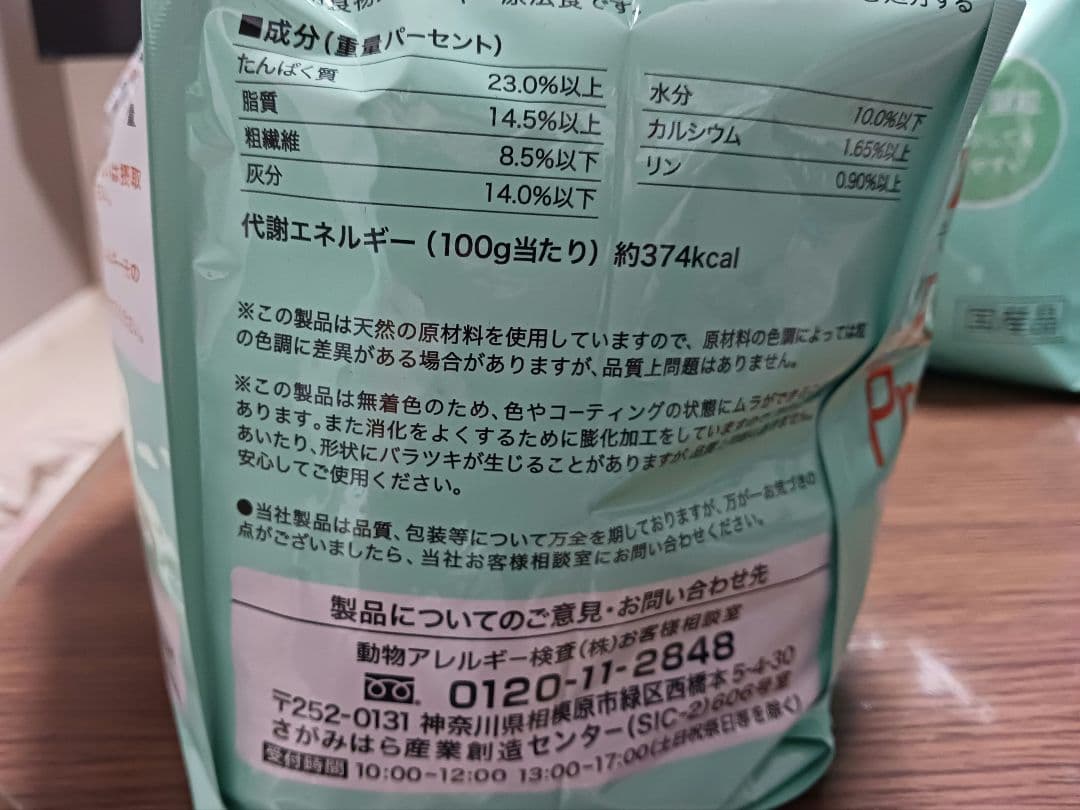 療法食です
■成分(重量パーセント)
たんぱく質 23.0%以上
脂質 14.5%以上
粗繊維 8.5%以下
灰分 14.0%以下
水分 10.0%以下
カルシウム 1.65%以上
リン 0.90%以上
代謝エネルギー(100g当たり)約374kcal
※この製品は天然の原材料を使用していますので、原材料の色調によっては粒
の色調に差異がある場合がありますが、品質上問題はありません。
※この製品は無着色のため、色やコーティングの状態にムラができ
あります。また消化をよくするために膨化加工をしていますので
あいたり、形状にバラツキが生じることがありますが、品質
安心してご使用ください。
●当社製品は品質、包装等について万全を期しておりますが、万が一お気づきの
点がございましたら、当社お客様相談室にお問い合わせください。
製品についてのご意見・お問い合わせ先
動物アレルギー検査(株)お客様相談室
0120-11-2848
〒252-0131 神奈川県相模原市緑区西橋本5-4-30
さがみはら産業創造センター(SIC-2)606号室
受付時間 10:00-12:00 13:00-17:00(土日祝祭日等を除く)
Pr
国産品